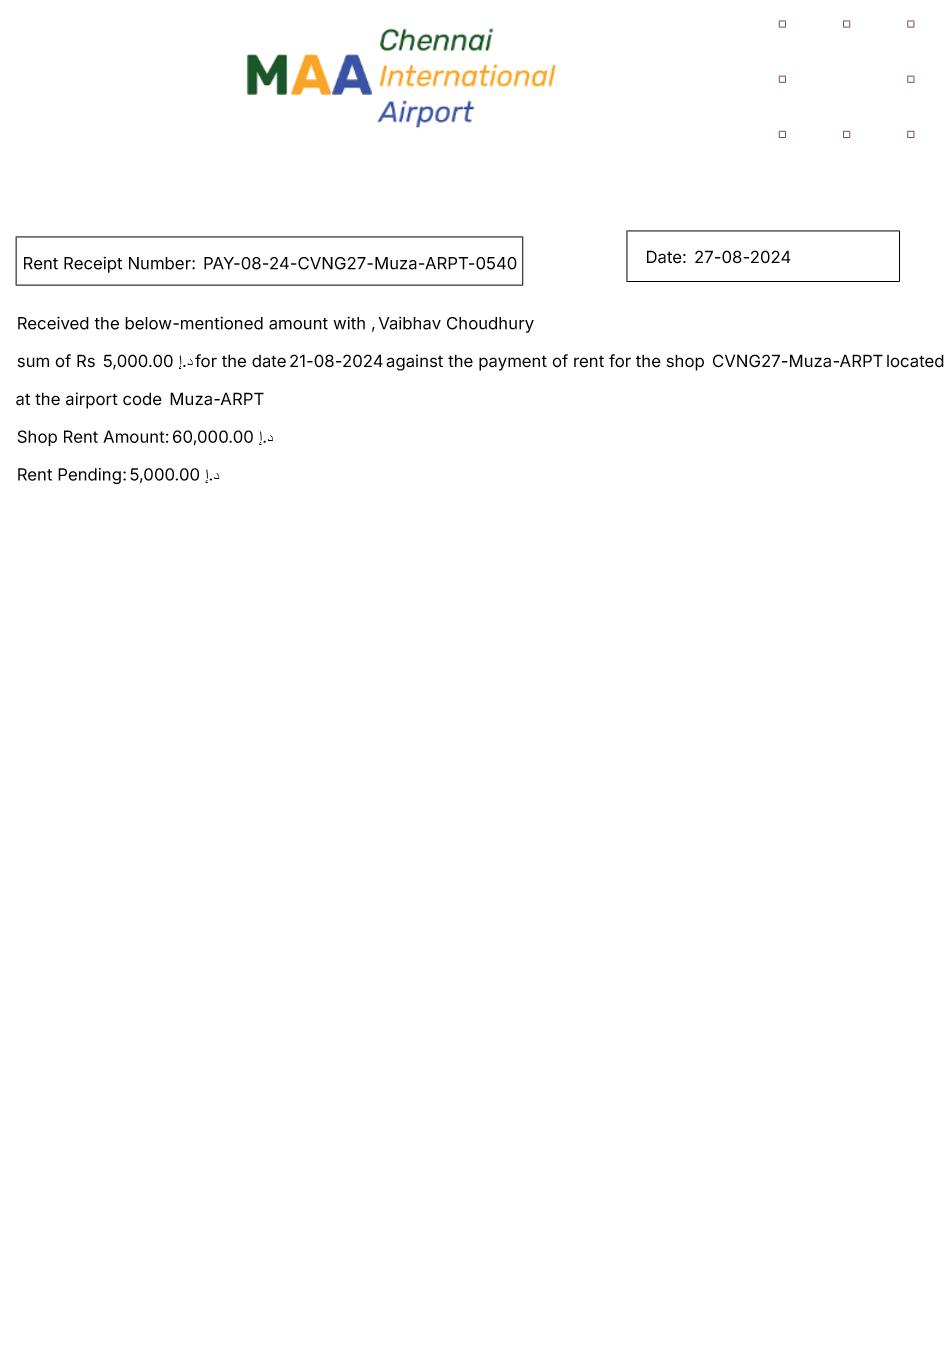 MAA Chennai
International
Airport
Rent Receipt Number: PAY-08-24-CVNG27-Muza-ARPT-0540
Date: 27-08-2024
Received the below-mentioned amount with , Vaibhav Choudhury
sum of Rs 5,000.00 د.إ for the date 21-08-2024 against the payment of rent for the shop CVNG27-Muza-ARPT located
at the airport code Muza-ARPT
Shop Rent Amount: 60,000.00 د.إ
Rent Pending: 5,000.00 د.إ